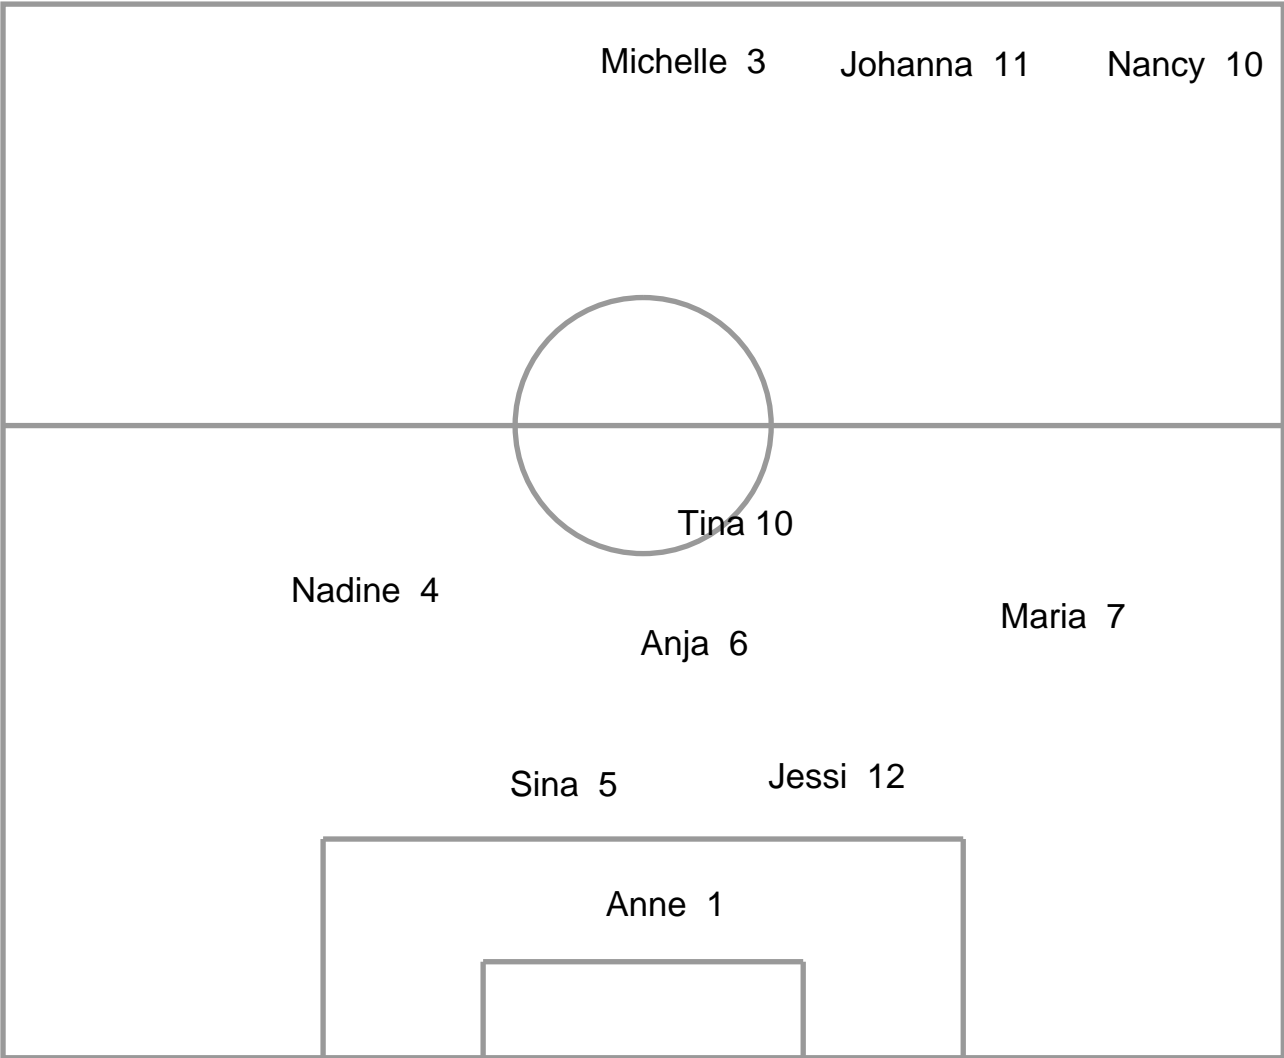 Michelle  3
Johanna  11
Nancy  10
Tina 10
Nadine  4
Maria  7
Anja  6
Sina  5
Jessi  12
Anne  1